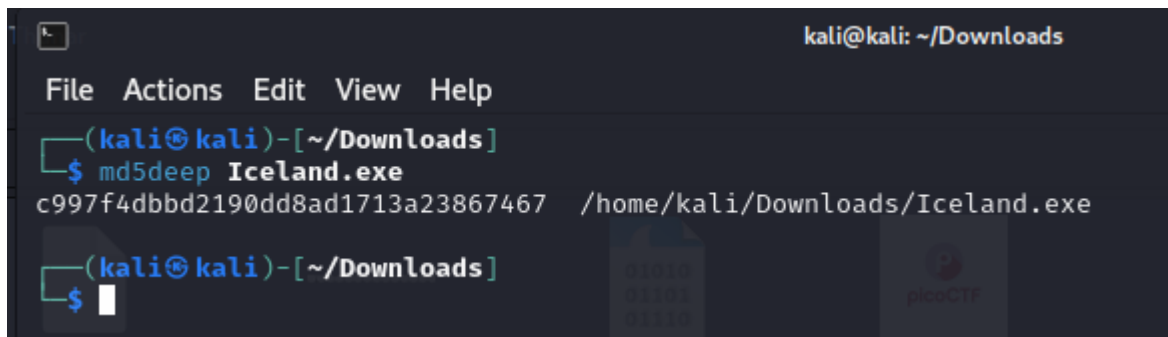 kali@kali: ~/Downloads
File Actions Edit View Help
┌──(kali㉿kali)-[~/Downloads]
└─$ md5deep Iceland.exe
c997f4dbbd2190dd8ad1713a23867467  /home/kali/Downloads/Iceland.exe
┌──(kali㉿kali)-[~/Downloads]
└─$
01010
01101
01110
picoCTF